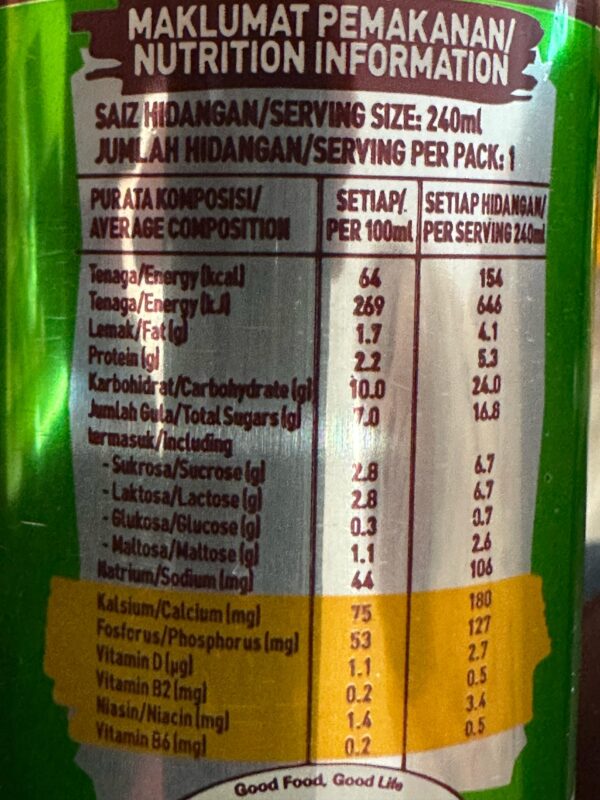 MAKLUMAT PEMAKANAN/
NUTRITION INFORMATION
SAIZ HIDANGAN/SERVING SIZE: 240ml
JUMLAH HIDANGAN/SERVING PER PACK: 1
PURATA KOMPOSISI/ SETIAP/. SETIAP HIDANGAN/
AVERAGE COMPOSITION PER 100ml PER SERVING 240ml
Tenaga/Energy (kcal) 64 154
Tenaga/Energy (kJ) 269 646
Lemak/Fat (g) 1.7 4.1
Protein (g) 2.2 5.3
Karbohidrat/Carbohydrate (g) 10.0 24.0
Jumlah Gula/Total Sugars (g) 7.0 16.8
termasuk/including
- Sukrosa/Sucrose (g) 2.8 6.7
- Laktosa/Lactose (g) 2.8 6.7
- Glukosa/Glucose (g) 0.3 0.7
- Maltosa/Maltose (g) 1.1 2.6
Natrium/Sodium (mg) 44 106
Kalsium/Calcium (mg) 75 180
Fosforus/Phosphorus (mg) 53 127
Vitamin D (µg) 1.1 2.7
Vitamin B2 (mg) 0.2 0.5
Niasin/Niacin (mg) 1.4 3.4
Vitamin B6 (mg) 0.2 0.5
Good Food, Good Life